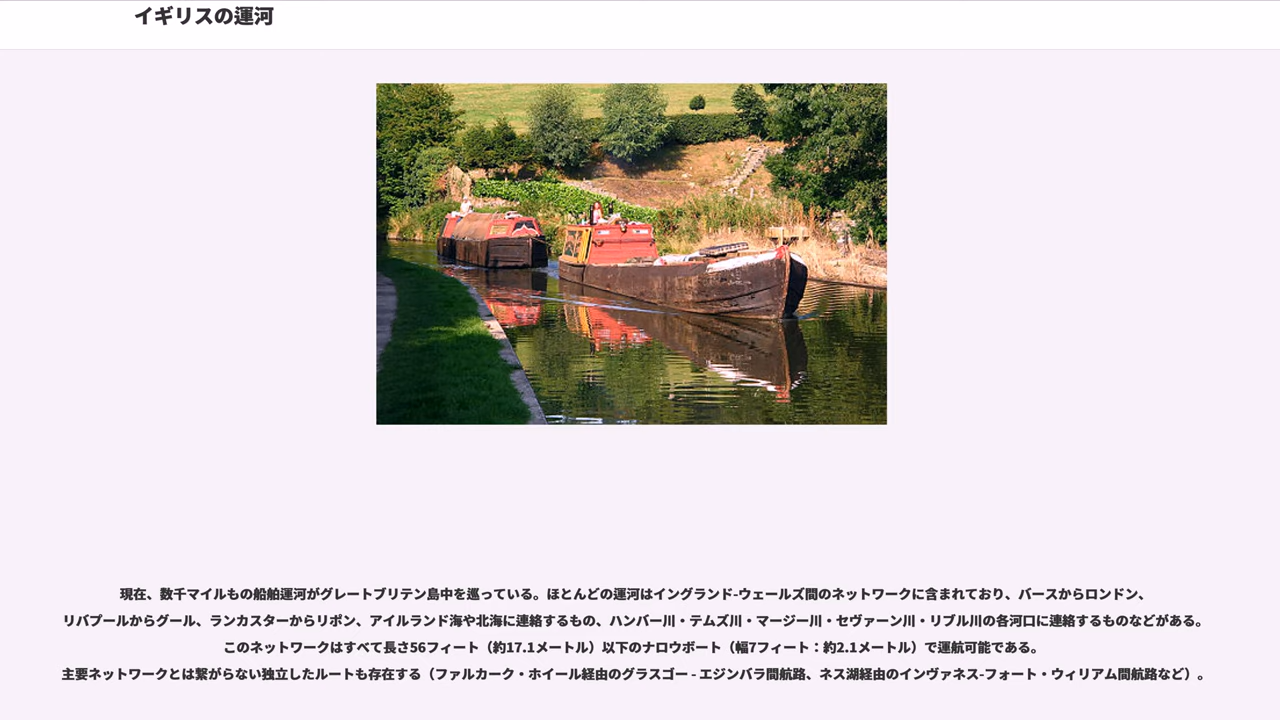 イギリスの運河
現在、数千マイルもの船舶運河がグレートブリテン島中を巡っている。ほとんどの運河はイングランド-ウェールズ間のネットワークに含まれており、バースからロンドン、
リバプールからグール、ランカスターからリポン、アイルランド海や北海に連絡するもの、ハンバー川・テムズ川・マージー川・セヴァーン川・リブル川の各河口に連絡するものなどがある。
このネットワークはすべて長さ56フィート（約17.1メートル）以下のナロウボート（幅7フィート：約2.1メートル）で運航可能である。
主要ネットワークとは繋がらない独立したルートも存在する（ファルカーク・ホイール経由のグラスゴー - エジンバラ間航路、ネス湖経由のインヴァネス-フォート・ウィリアム間航路など）。